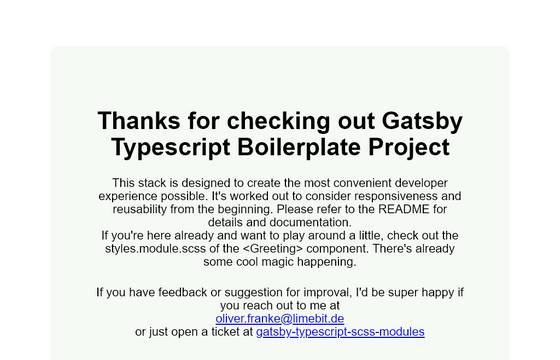 Thanks for checking out Gatsby
Typescript Boilerplate Project
This stack is designed to create the most convenient developer
experience possible. It's worked out to consider responsiveness and
reusability from the beginning. Please refer to the README for
details and documentation.
If you're here already and want to play around a little, check out the
styles.module.scss of the <Greeting> component. There's already
some cool magic happening.
If you have feedback or suggestion for improval, I'd be super happy if
you reach out to me at
oliver.franke@limebit.de
or just open a ticket at gatsby-typescript-scss-modules